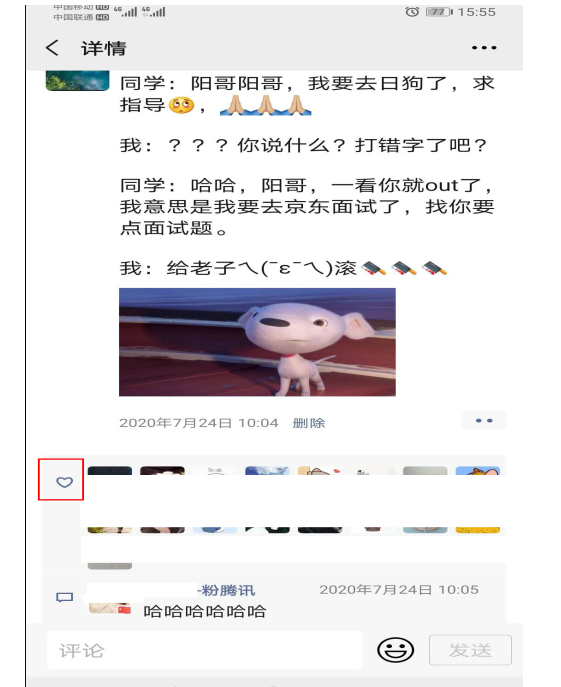 中国移动 HD 4G 4G
中国联通 HD
77 15:55
详情
同学：阳哥阳哥，我要去日狗了，求
指导🙄，🙏🙏🙏
我：？？？你说什么？打错字了吧？
同学：哈哈，阳哥，一看你就out了，
我意思是我要去京东面试了，找你要
点面试题。
我：给老子ヘ(¯ε¯ヘ)滚🔪🔪🔪
2020年7月24日 10:04 删除
-粉腾讯 2020年7月24日 10:05
哈哈哈哈哈哈
评论
发送